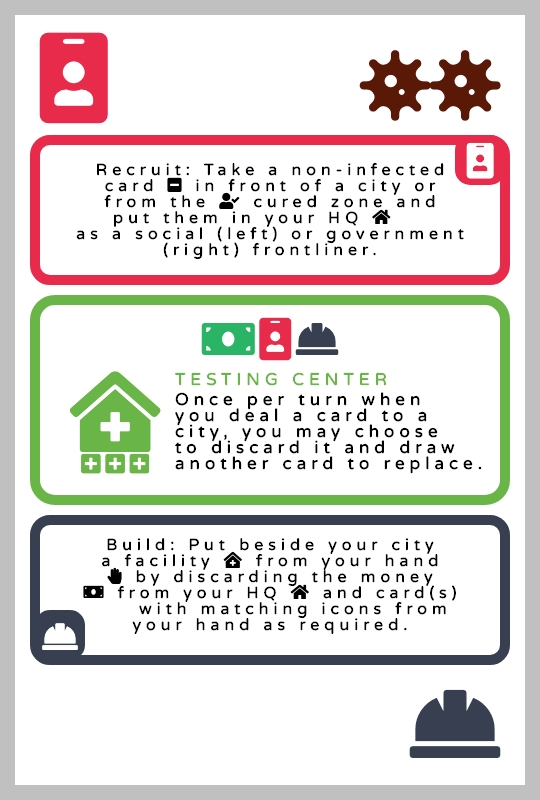 Recruit: Take a non-infected
card in front of a city or
from the cured zone and
put them in your HQ
as a social (left) or government
(right) frontliner.
TESTING CENTER
Once per turn when
you deal a card to a
city, you may choose
to discard it and draw
another card to replace.
Build: Put beside your city
a facility from your hand
by discarding the money
from your HQ and card(s)
with matching icons from
your hand as required.